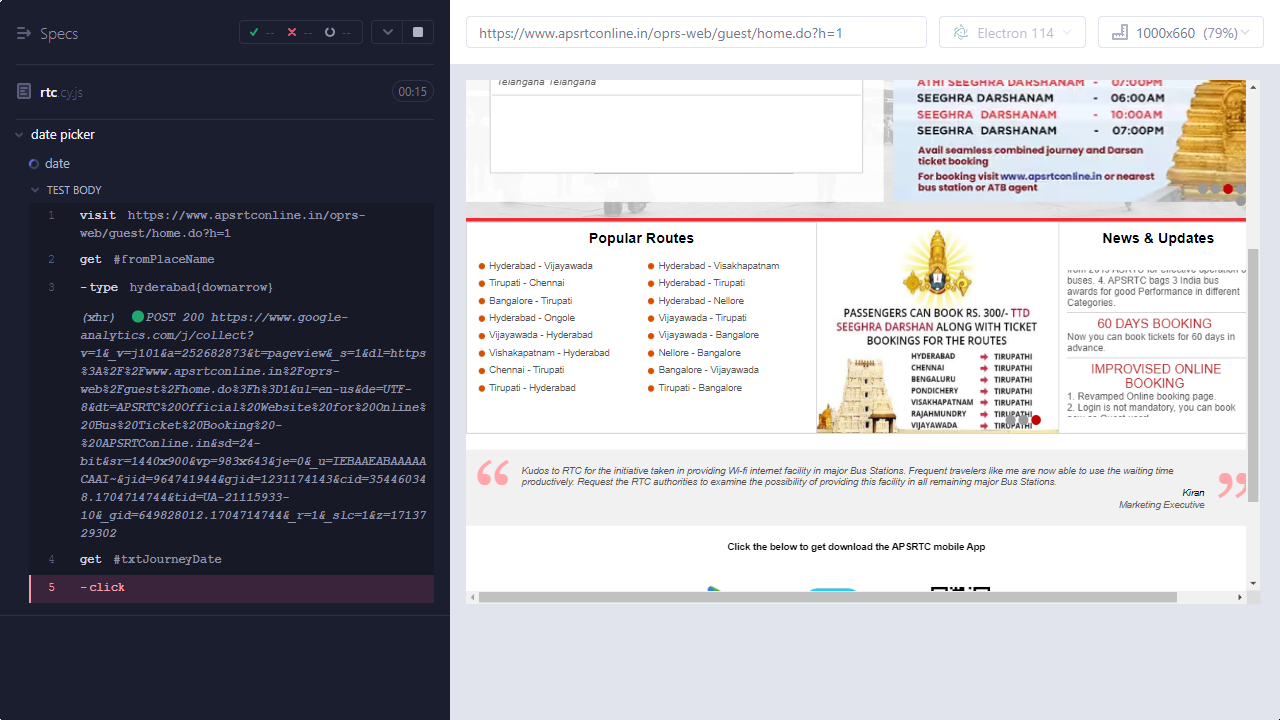 Specs
--
--
--
https://www.apsrtconline.in/oprs-web/guest/home.do?h=1
Electron 114
1000x660 (79%)
rtc.cy.js
00:15
date picker
date
TEST BODY
1 visit https://www.apsrtconline.in/oprs-
web/guest/home.do?h=1
2 get #fromPlaceName
3 -type hyderabad{downarrow}
(xhr) POST 200 https://www.google-
analytics.com/j/collect?
v=1&_v=j101&a=252682873&t=pageview&_s=1&dl=https
%3A%2F%2Fwww.apsrtconline.in%2Foprs-
web%2Fguest%2Fhome.do%3Fh%3D1&ul=en-us&de=UTF-
8&dt=APSRTC%20Official%20Website%20for%20Online%
20Bus%20Ticket%20Booking%20-
%20APSRTConline.in&sd=24-
bit&sr=1440x900&vp=983x643&je=0&_u=IEBAAEABAAAAA
CAAI~&jid=964741944&gjid=1231174143&cid=35446034
8.1704714744&tid=UA-21115933-
10&_gid=649828012.1704714744&_r=1&_slc=1&z=17137
29302
4 get #txtJourneyDate
5 -click
Telangana Telangana
ATHI SEEGHRA DARSHANAM - 07:00PM
SEEGHRA DARSHANAM - 06:00AM
SEEGHRA DARSHANAM - 10:00AM
SEEGHRA DARSHANAM - 07:00PM
Avail seamless combined journey and Darsan
ticket booking
For booking visit www.apsrtconline.in or nearest
bus station or ATB agent
Popular Routes
Hyderabad - Vijayawada
Tirupati - Chennai
Bangalore - Tirupati
Hyderabad - Ongole
Vijayawada - Hyderabad
Vishakapatnam - Hyderabad
Chennai - Tirupati
Tirupati - Hyderabad
Hyderabad - Visakhapatnam
Hyderabad - Tirupati
Hyderabad - Nellore
Vijayawada - Tirupati
Vijayawada - Bangalore
Nellore - Bangalore
Bangalore - Vijayawada
Tirupati - Bangalore
PASSENGERS CAN BOOK RS. 300/- TTD
SEEGHRA DARSHAN ALONG WITH TICKET
BOOKINGS FOR THE ROUTES
HYDERABAD TIRUPATHI
CHENNAI TIRUPATHI
BENGALURU TIRUPATHI
PONDICHERY TIRUPATHI
VISAKHAPATNAM TIRUPATHI
RAJAHMUNDRY TIRUPATHI
VIJAYAWADA TIRUPATHI
News & Updates
buses. 4. APSRTC bags 3 India bus
awards for good Performance in different
Categories.
60 DAYS BOOKING
Now you can book tickets for 60 days in
advance.
IMPROVISED ONLINE
BOOKING
1. Revamped Online booking page.
2. Login is not mandatory, you can book
Kudos to RTC for the initiative taken in providing Wi-fi internet facility in major Bus Stations. Frequent travelers like me are now able to use the waiting time
productively. Request the RTC authorities to examine the possibility of providing this facility in all remaining major Bus Stations.
Kiran
Marketing Executive
Click the below to get download the APSRTC mobile App